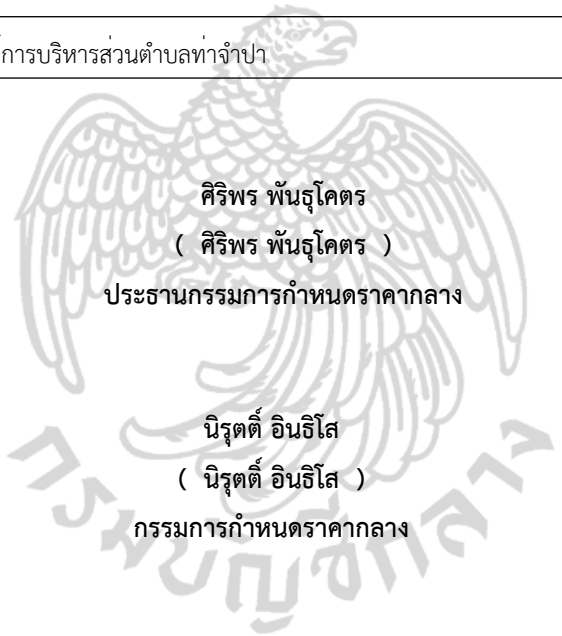 การบริหารส่วนตำบลท่าจำปา
ศิริพร พันธุโคตร
( ศิริพร พันธุโคตร )
ประธานกรรมการกำหนดราคากลาง
นิรุตติ์ อินธิโส
( นิรุตติ์ อินธิโส )
กรรมการกำหนดราคากลาง
กรมบัญชีกลาง